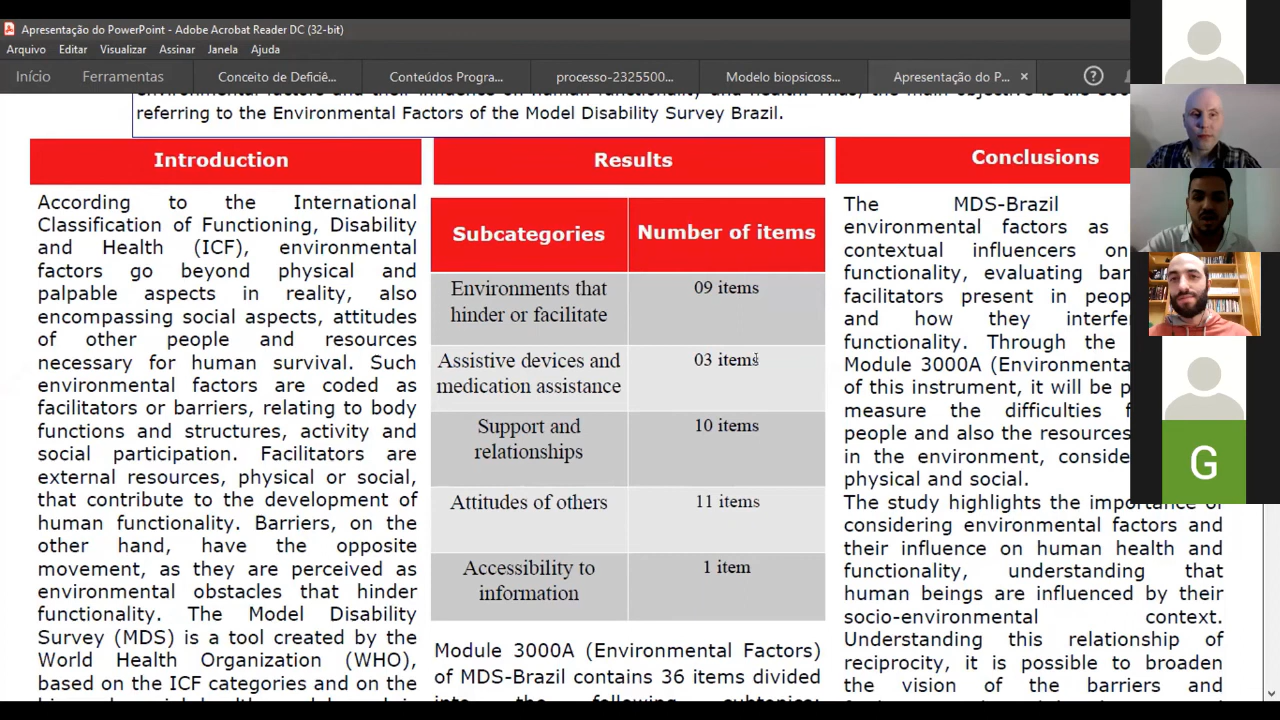 Apresentação do PowerPoint - Adobe Acrobat Reader DC (32-bit)
Arquivo Editar Visualizar Assinar Janela Ajuda
Início Ferramentas Conceito de Deficiê... Conteúdos Progra... processo-2325500... Modelo biopsicoss... Apresentação do P... ×
referring to the Environmental Factors of the Model Disability Survey Brazil.
Introduction
According to the International
Classification of Functioning, Disability
and Health (ICF), environmental
factors go beyond physical and
palpable aspects in reality, also
encompassing social aspects, attitudes
of other people and resources
necessary for human survival. Such
environmental factors are coded as
facilitators or barriers, relating to body
functions and structures, activity and
social participation. Facilitators are
external resources, physical or social,
that contribute to the development of
human functionality. Barriers, on the
other hand, have the opposite
movement, as they are perceived as
environmental obstacles that hinder
functionality. The Model Disability
Survey (MDS) is a tool created by the
World Health Organization (WHO),
based on the ICF categories and on the
Results
Subcategories Number of items
Environments that
hinder or facilitate
09 items
Assistive devices and
medication assistance
03 items
Support and
relationships
10 items
Attitudes of others
11 items
Accessibility to
information
1 item
Module 3000A (Environmental Factors)
of MDS-Brazil contains 36 items divided
into the following subtopics:
Conclusions
The MDS-Brazil
environmental factors as
contextual influencers on
functionality, evaluating
facilitators present in
and how they
functionality. Through the
Module 3000A
of this instrument, it will be
measure the difficulties
people and also the resources
in the environment,
physical and social.
The study highlights the importance of
considering environmental factors and
their influence on human health and
functionality, understanding that
human beings are influenced by their
socio-environmental context.
Understanding this relationship of
reciprocity, it is possible to broaden
the vision of the barriers and
G